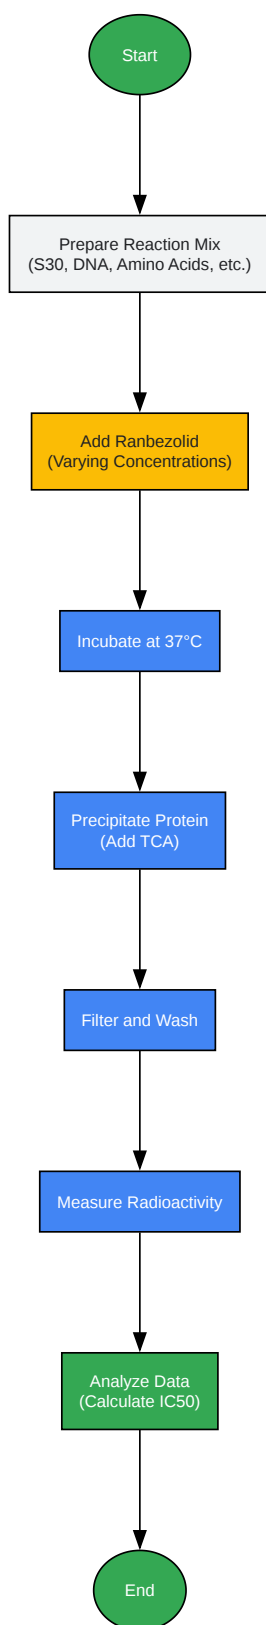 Start
Prepare Reaction Mix
(S30, DNA, Amino Acids, etc.)
Add Ranbezolid
(Varying Concentrations)
Incubate at 37°C
Precipitate Protein
(Add TCA)
Filter and Wash
Measure Radioactivity
Analyze Data
(Calculate IC50)
End